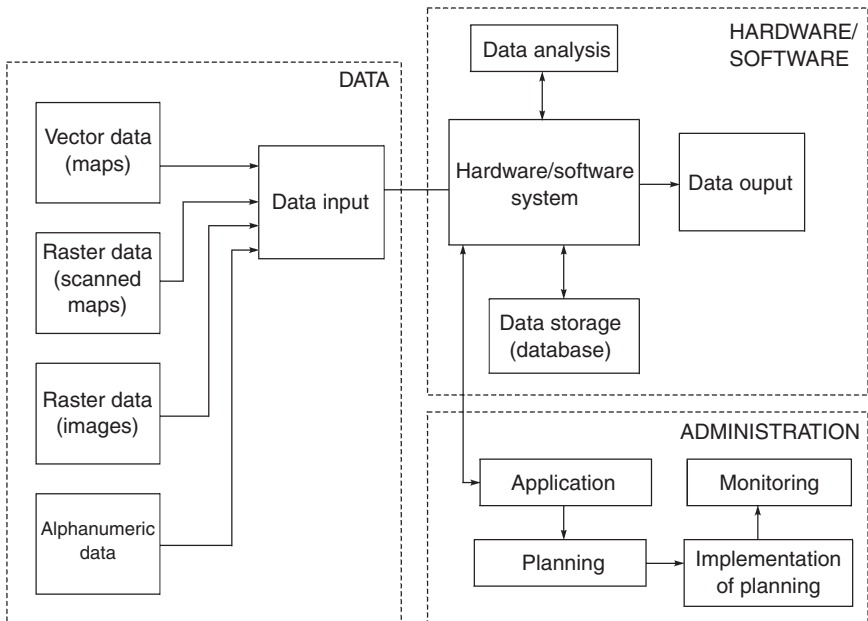 DATA
Vector data
(maps)
Raster data
(scanned
maps)
Raster data
(images)
Alphanumeric
data
Data input
HARDWARE/
SOFTWARE
Data analysis
Hardware/software
system
Data ouput
Data storage
(database)
ADMINISTRATION
Application
Monitoring
Planning
Implementation
of planning